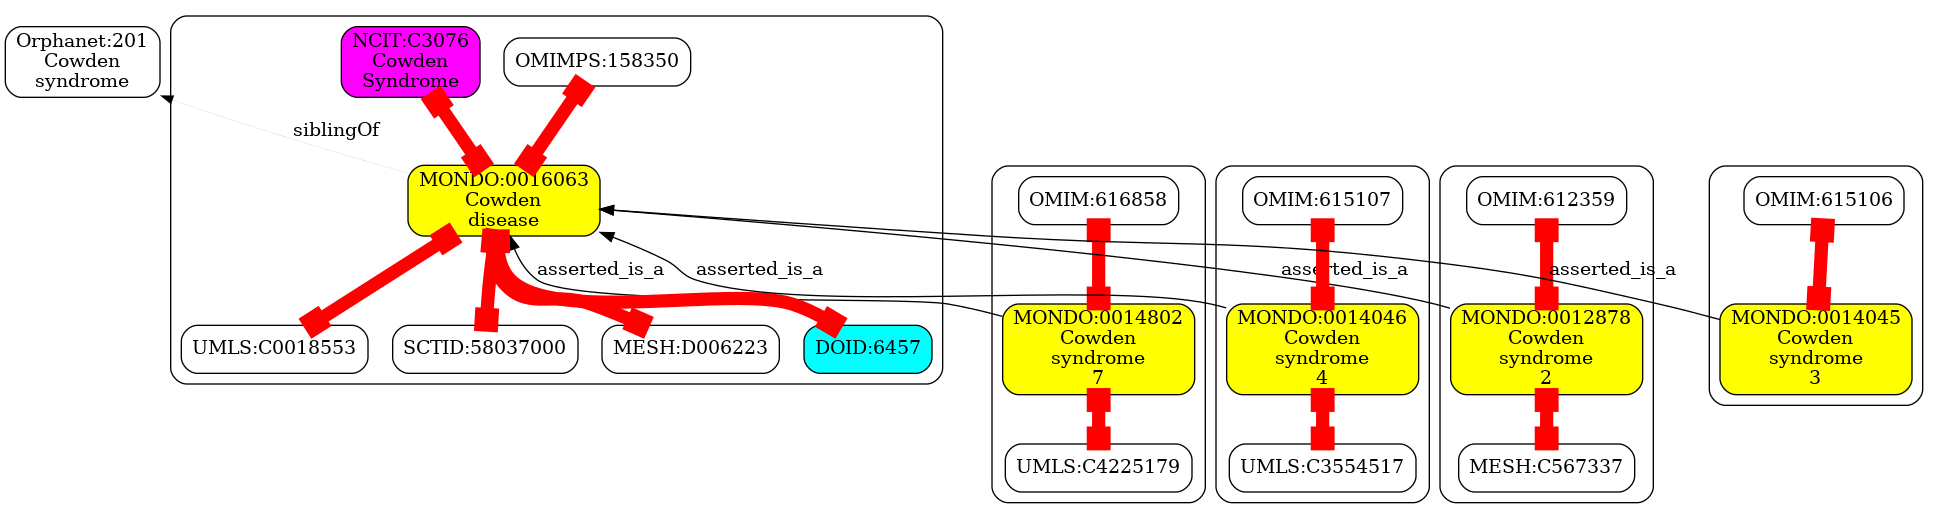 Orphanet:201
Cowden
syndrome
NCIT:C3076
Cowden
Syndrome
OMIMPS:158350
siblingOf
MONDO:0016063
Cowden
disease
OMIM:616858
OMIM:615107
OMIM:612359
OMIM:615106
asserted_is_a
asserted_is_a
asserted_is_a
asserted_is_a
UMLS:C0018553
SCTID:58037000
MESH:D006223
DOID:6457
MONDO:0014802
Cowden
syndrome
7
MONDO:0014046
Cowden
syndrome
4
MONDO:0012878
Cowden
syndrome
2
MONDO:0014045
Cowden
syndrome
3
UMLS:C4225179
UMLS:C3554517
MESH:C567337